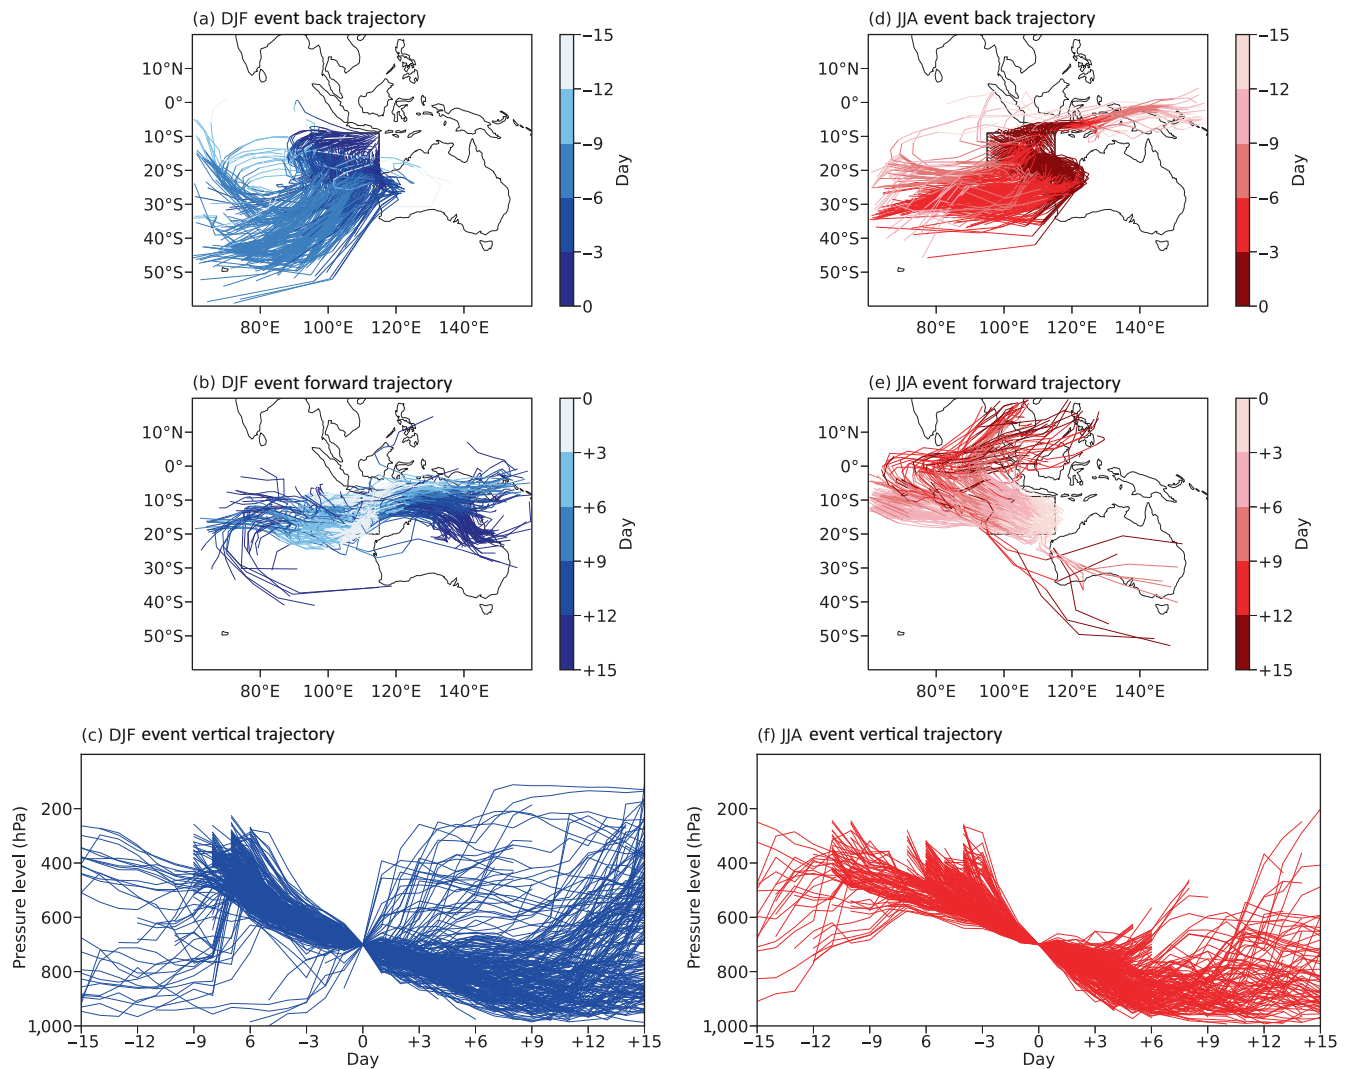 (a) DJF event back trajectory
10°N
0°
10°S
20°S
30°S
40°S
50°S
80°E 100°E 120°E 140°E
−15
−12
−9
−6
−3
0
Day
(d) JJA event back trajectory
10°N
0°
10°S
20°S
30°S
40°S
50°S
80°E 100°E 120°E 140°E
−15
−12
−9
−6
−3
0
Day
(b) DJF event forward trajectory
10°N
0°
10°S
20°S
30°S
40°S
50°S
80°E 100°E 120°E 140°E
0
+3
+6
+9
+12
+15
Day
(e) JJA event forward trajectory
10°N
0°
10°S
20°S
30°S
40°S
50°S
80°E 100°E 120°E 140°E
0
+3
+6
+9
+12
+15
Day
(c) DJF event vertical trajectory
Pressure level (hPa)
200
400
600
800
1,000
−15 −12 −9 6 −3 0 +3 +6 +9 +12 +15
Day
(f) JJA event vertical trajectory
Pressure level (hPa)
200
400
600
800
1,000
−15 −12 −9 6 −3 0 +3 +6 +9 +12 +15
Day